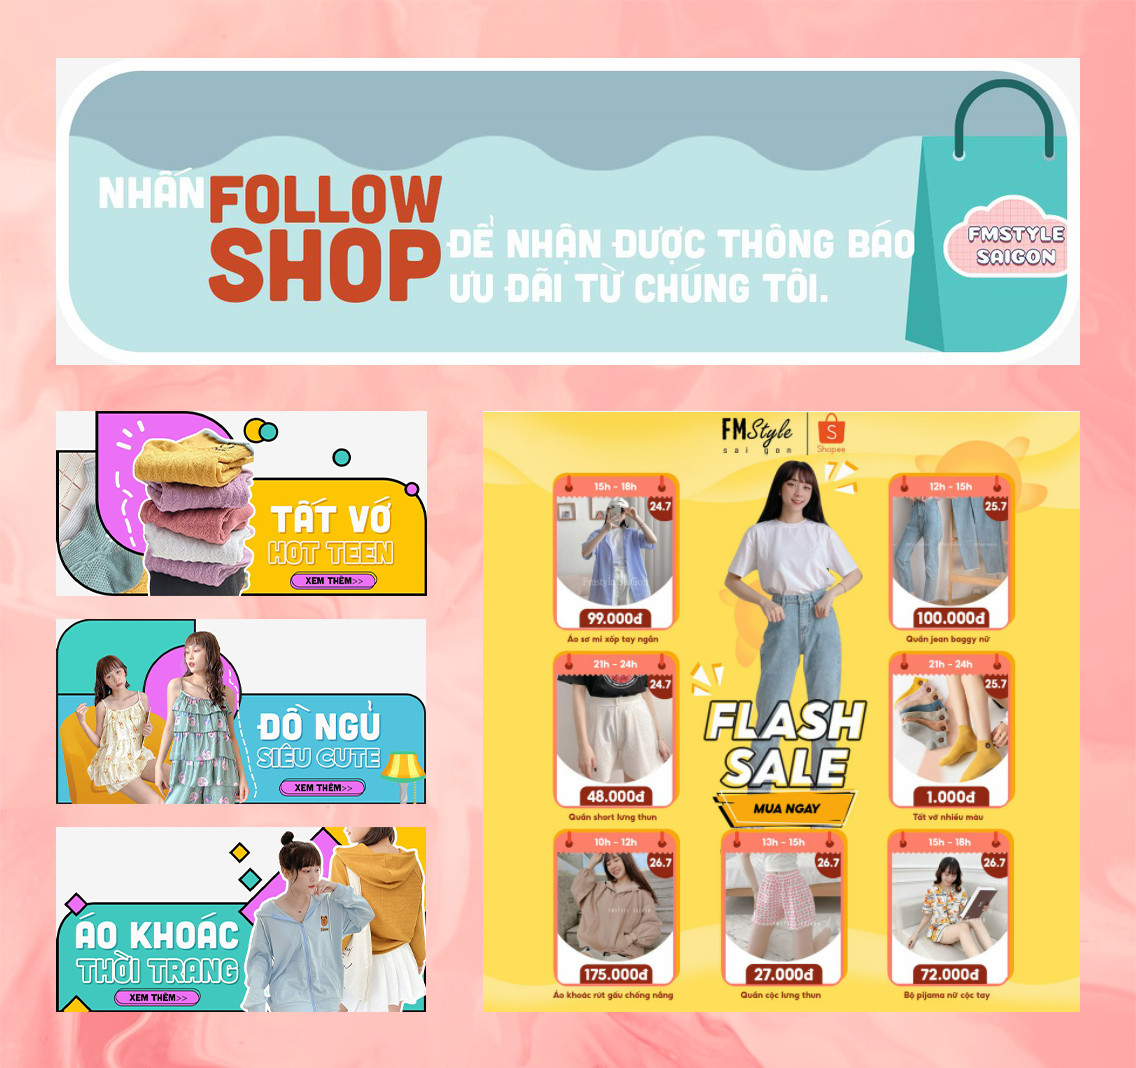 NHẤN FOLLOW
SHOP
ĐỂ NHẬN ĐƯỢC THÔNG BÁO
ƯU ĐÃI TỪ CHÚNG TÔI.
FMSTYLE
SAIGON
TẤT VỚ
HOT TEEN
XEM THÊM>>
ĐỒ NGỦ
SIÊU CUTE
XEM THÊM>>
ÁO KHOÁC
THỜI TRANG
XEM THÊM>>
FMStyle
sai gon
Shopee
15h - 18h
24.7
99.000đ
Áo sơ mi xốp tay ngắn
12h - 15h
25.7
100.000đ
Quần jean baggy nữ
21h - 24h
24.7
48.000đ
Quần short lưng thun
FLASH
SALE
MUA NGAY
21h - 24h
25.7
1.000đ
Tất vớ nhiều màu
10h - 12h
26.7
175.000đ
Áo khoác rút gấu chống nắng
13h - 15h
26.7
27.000đ
Quần cộc lưng thun
15h - 18h
26.7
72.000đ
Bộ pijama nữ cộc tay